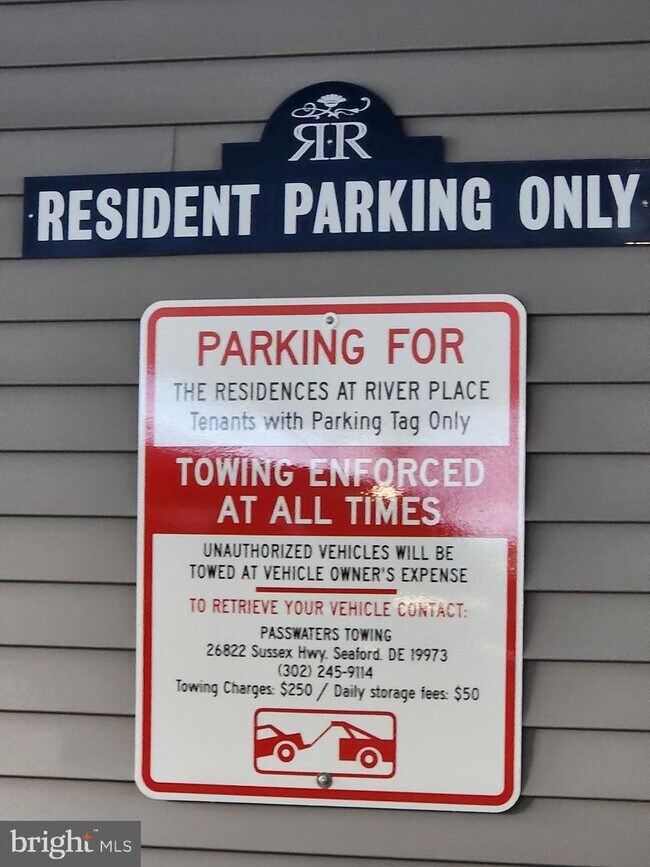 RR
RESIDENT PARKING ONLY
PARKING FOR
THE RESIDENCES AT RIVER PLACE
Tenants with Parking Tag Only
TOWING ENFORCED
AT ALL TIMES
UNAUTHORIZED VEHICLES WILL BE
TOWED AT VEHICLE OWNER'S EXPENSE
TO RETRIEVE YOUR VEHICLE CONTACT:
PASSWATERS TOWING
26822 Sussex Hwy. Seaford. DE 19973
(302) 245-9114
Towing Charges: $250 / Daily storage fees: $50
bright™ MLS